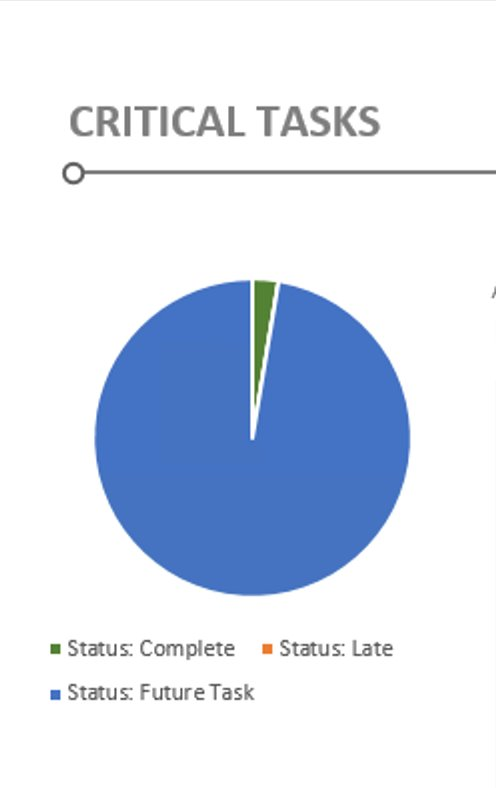 CRITICAL TASKS
Status: Complete Status: Late
Status: Future Task